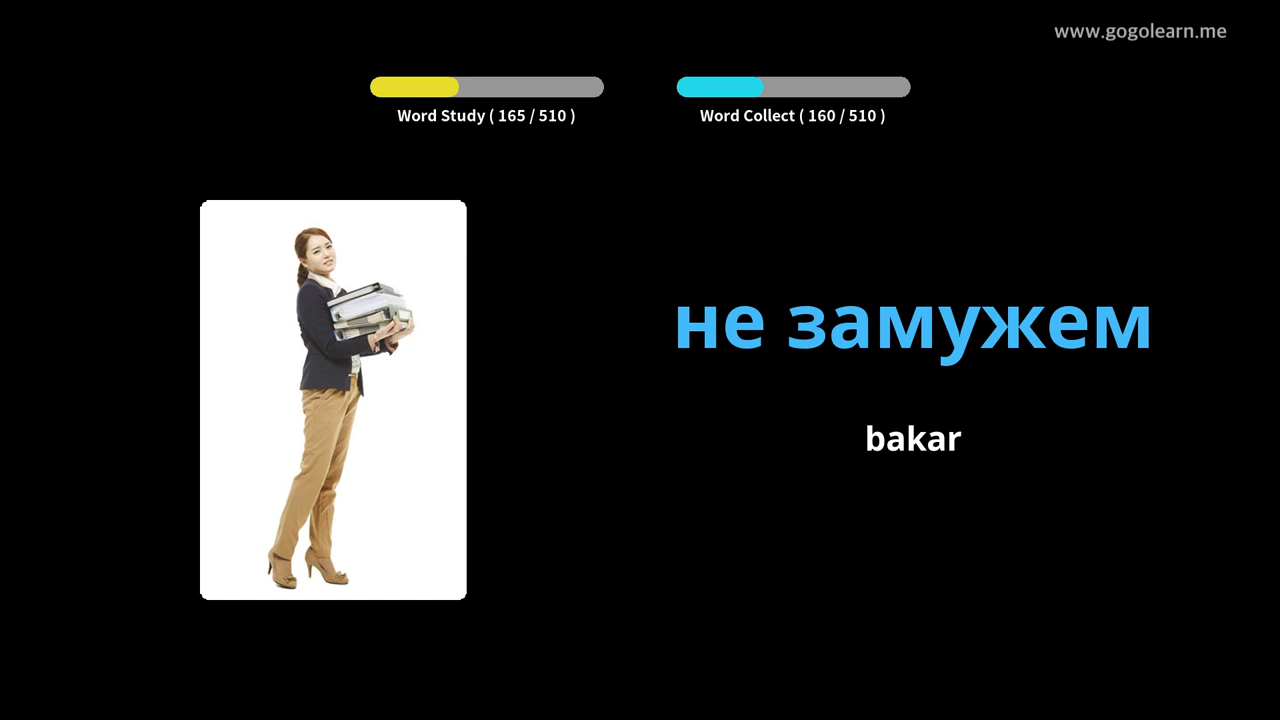 www.gogolearn.me
Word Study ( 165 / 510 )
Word Collect ( 160 / 510 )
не замужем
bakar